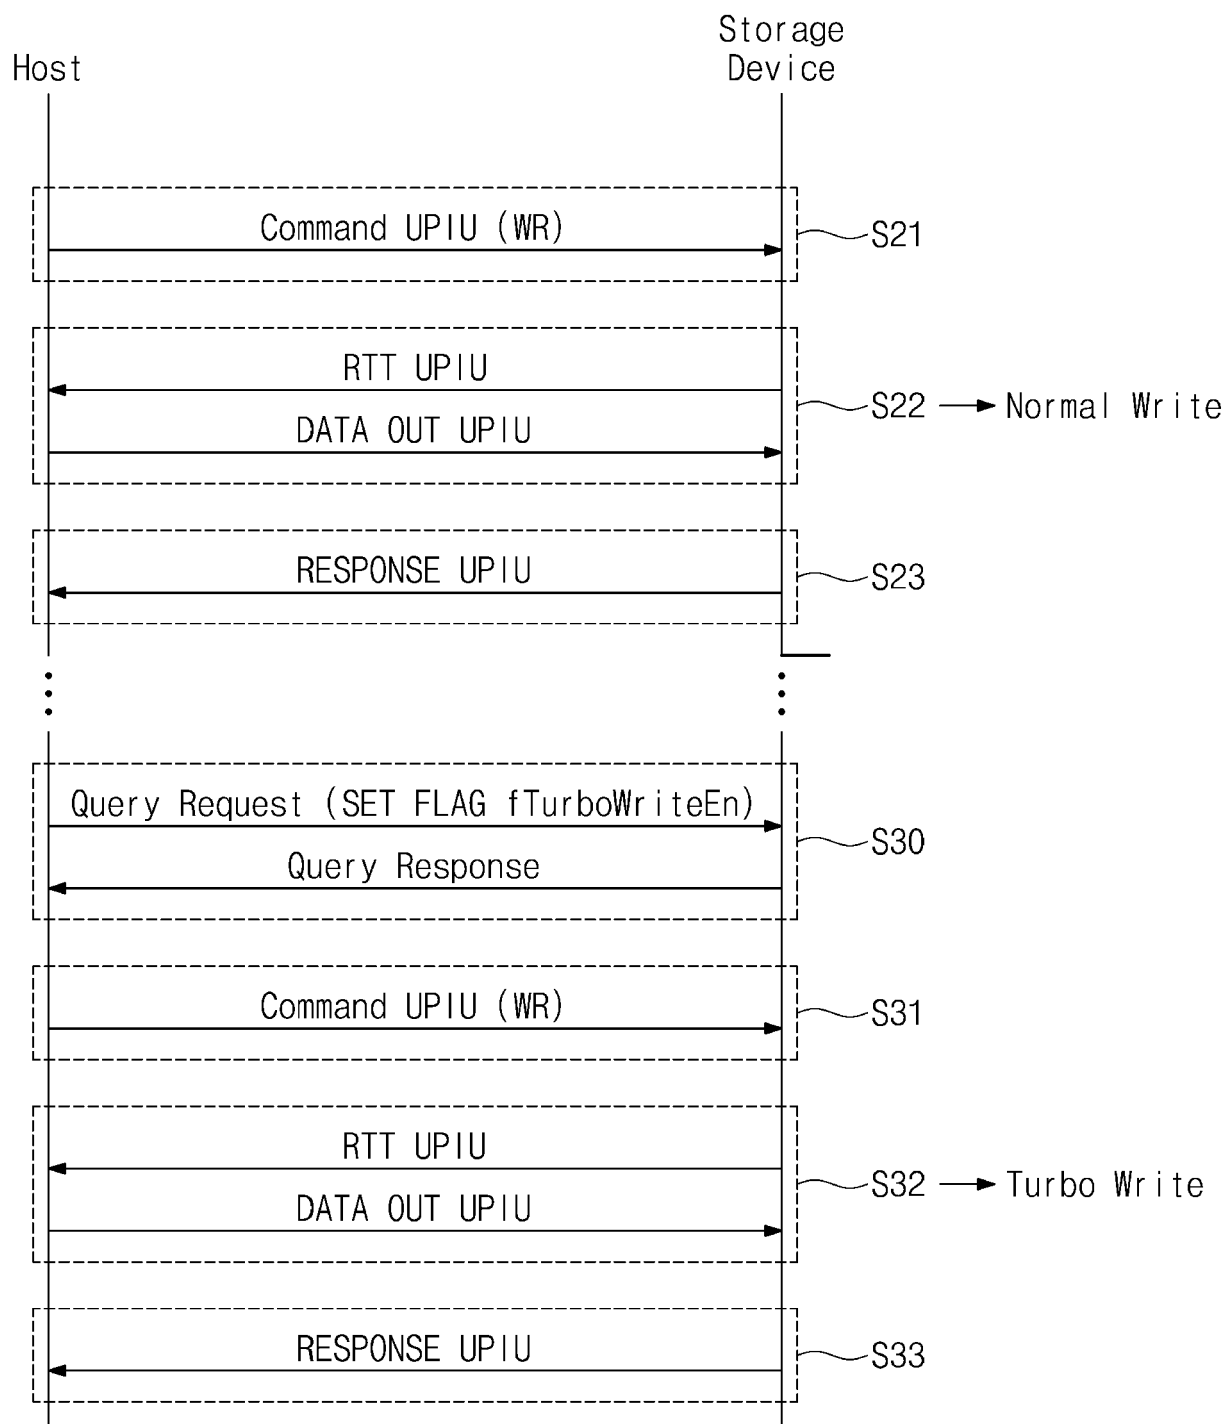 Host
Storage
Device
Command UPIU (WR)
S21
RTT UPIU
DATA OUT UPIU
S22
Normal Write
RESPONSE UPIU
S23
Query Request (SET FLAG fTurboWriteEn)
Query Response
S30
Command UPIU (WR)
S31
RTT UPIU
DATA OUT UPIU
S32
Turbo Write
RESPONSE UPIU
S33